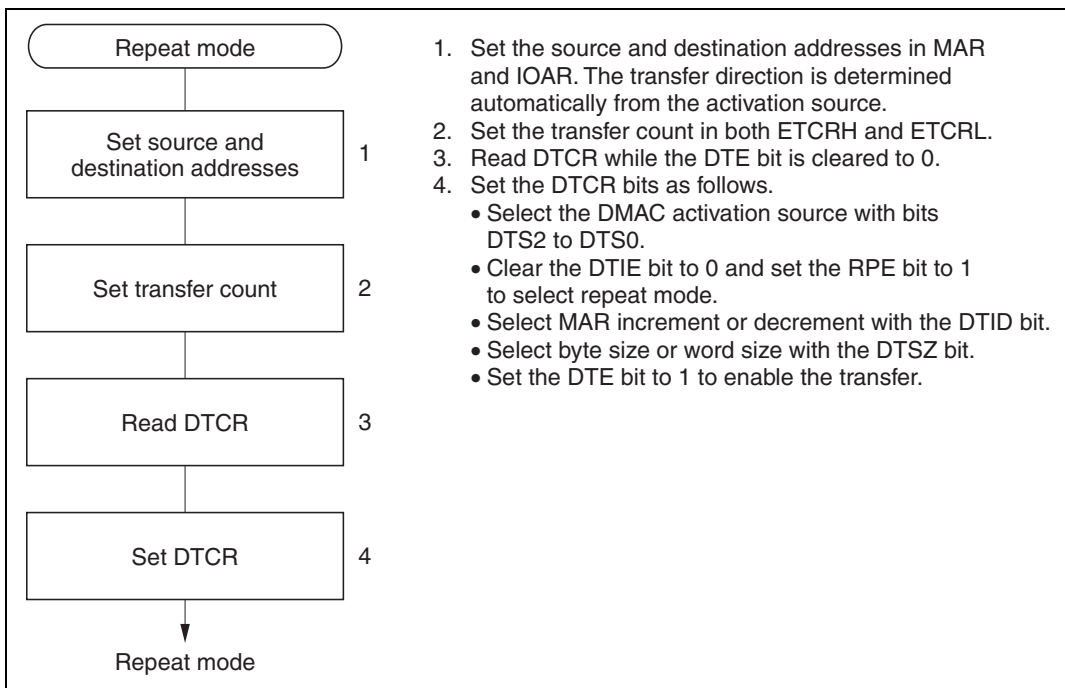 Repeat mode
Set source and
destination addresses
1
Set transfer count
2
Read DTCR
3
Set DTCR
4
Repeat mode
1. Set the source and destination addresses in MAR
and IOAR. The transfer direction is determined
automatically from the activation source.
2. Set the transfer count in both ETCRH and ETCRL.
3. Read DTCR while the DTE bit is cleared to 0.
4. Set the DTCR bits as follows.
• Select the DMAC activation source with bits
DTS2 to DTS0.
• Clear the DTIE bit to 0 and set the RPE bit to 1
to select repeat mode.
• Select MAR increment or decrement with the DTID bit.
• Select byte size or word size with the DTSZ bit.
• Set the DTE bit to 1 to enable the transfer.